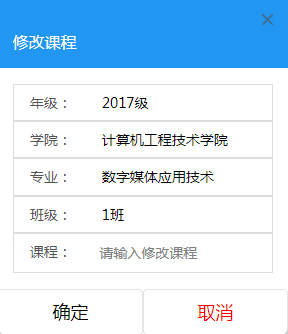 修改课程
年级： 2017级
学院： 计算机工程技术学院
专业： 数字媒体应用技术
班级： 1班
课程： 请输入修改课程
确定 取消